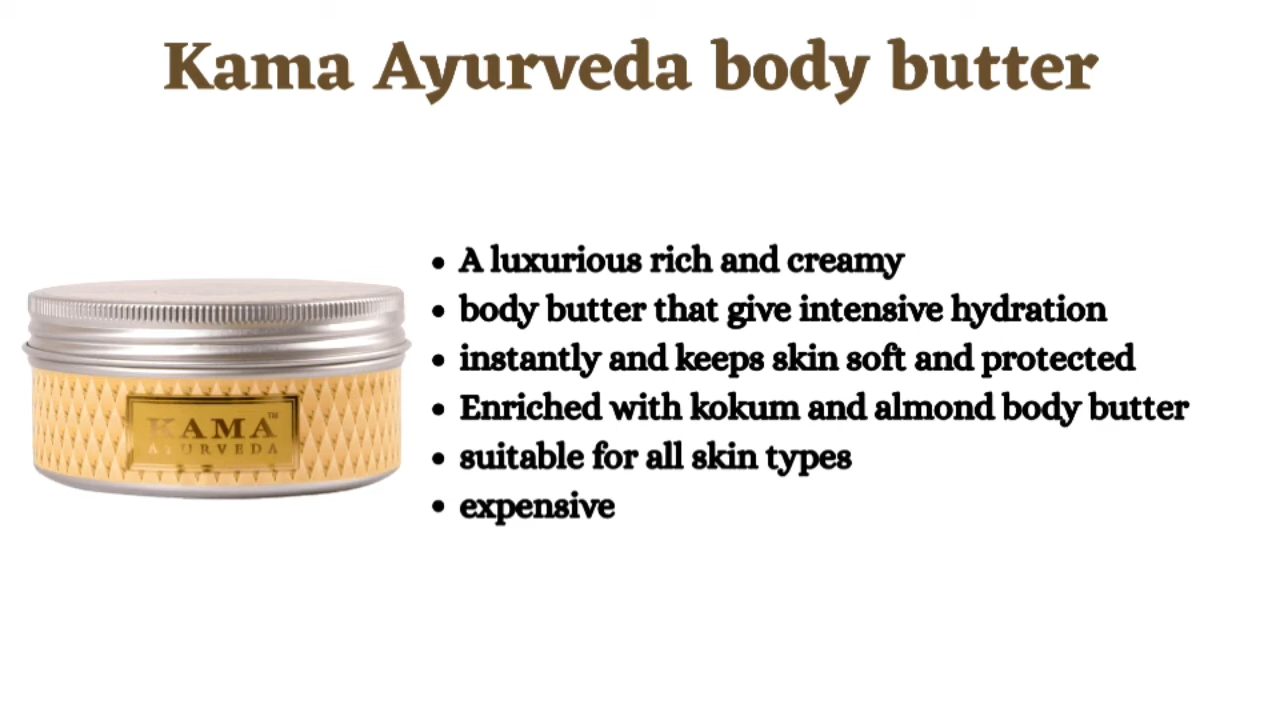 Kama Ayurveda body butter
A luxurious rich and creamy
body butter that give intensive hydration
instantly and keeps skin soft and protected
Enriched with kokum and almond body butter
suitable for all skin types
expensive
KAMA™
AYURVEDA